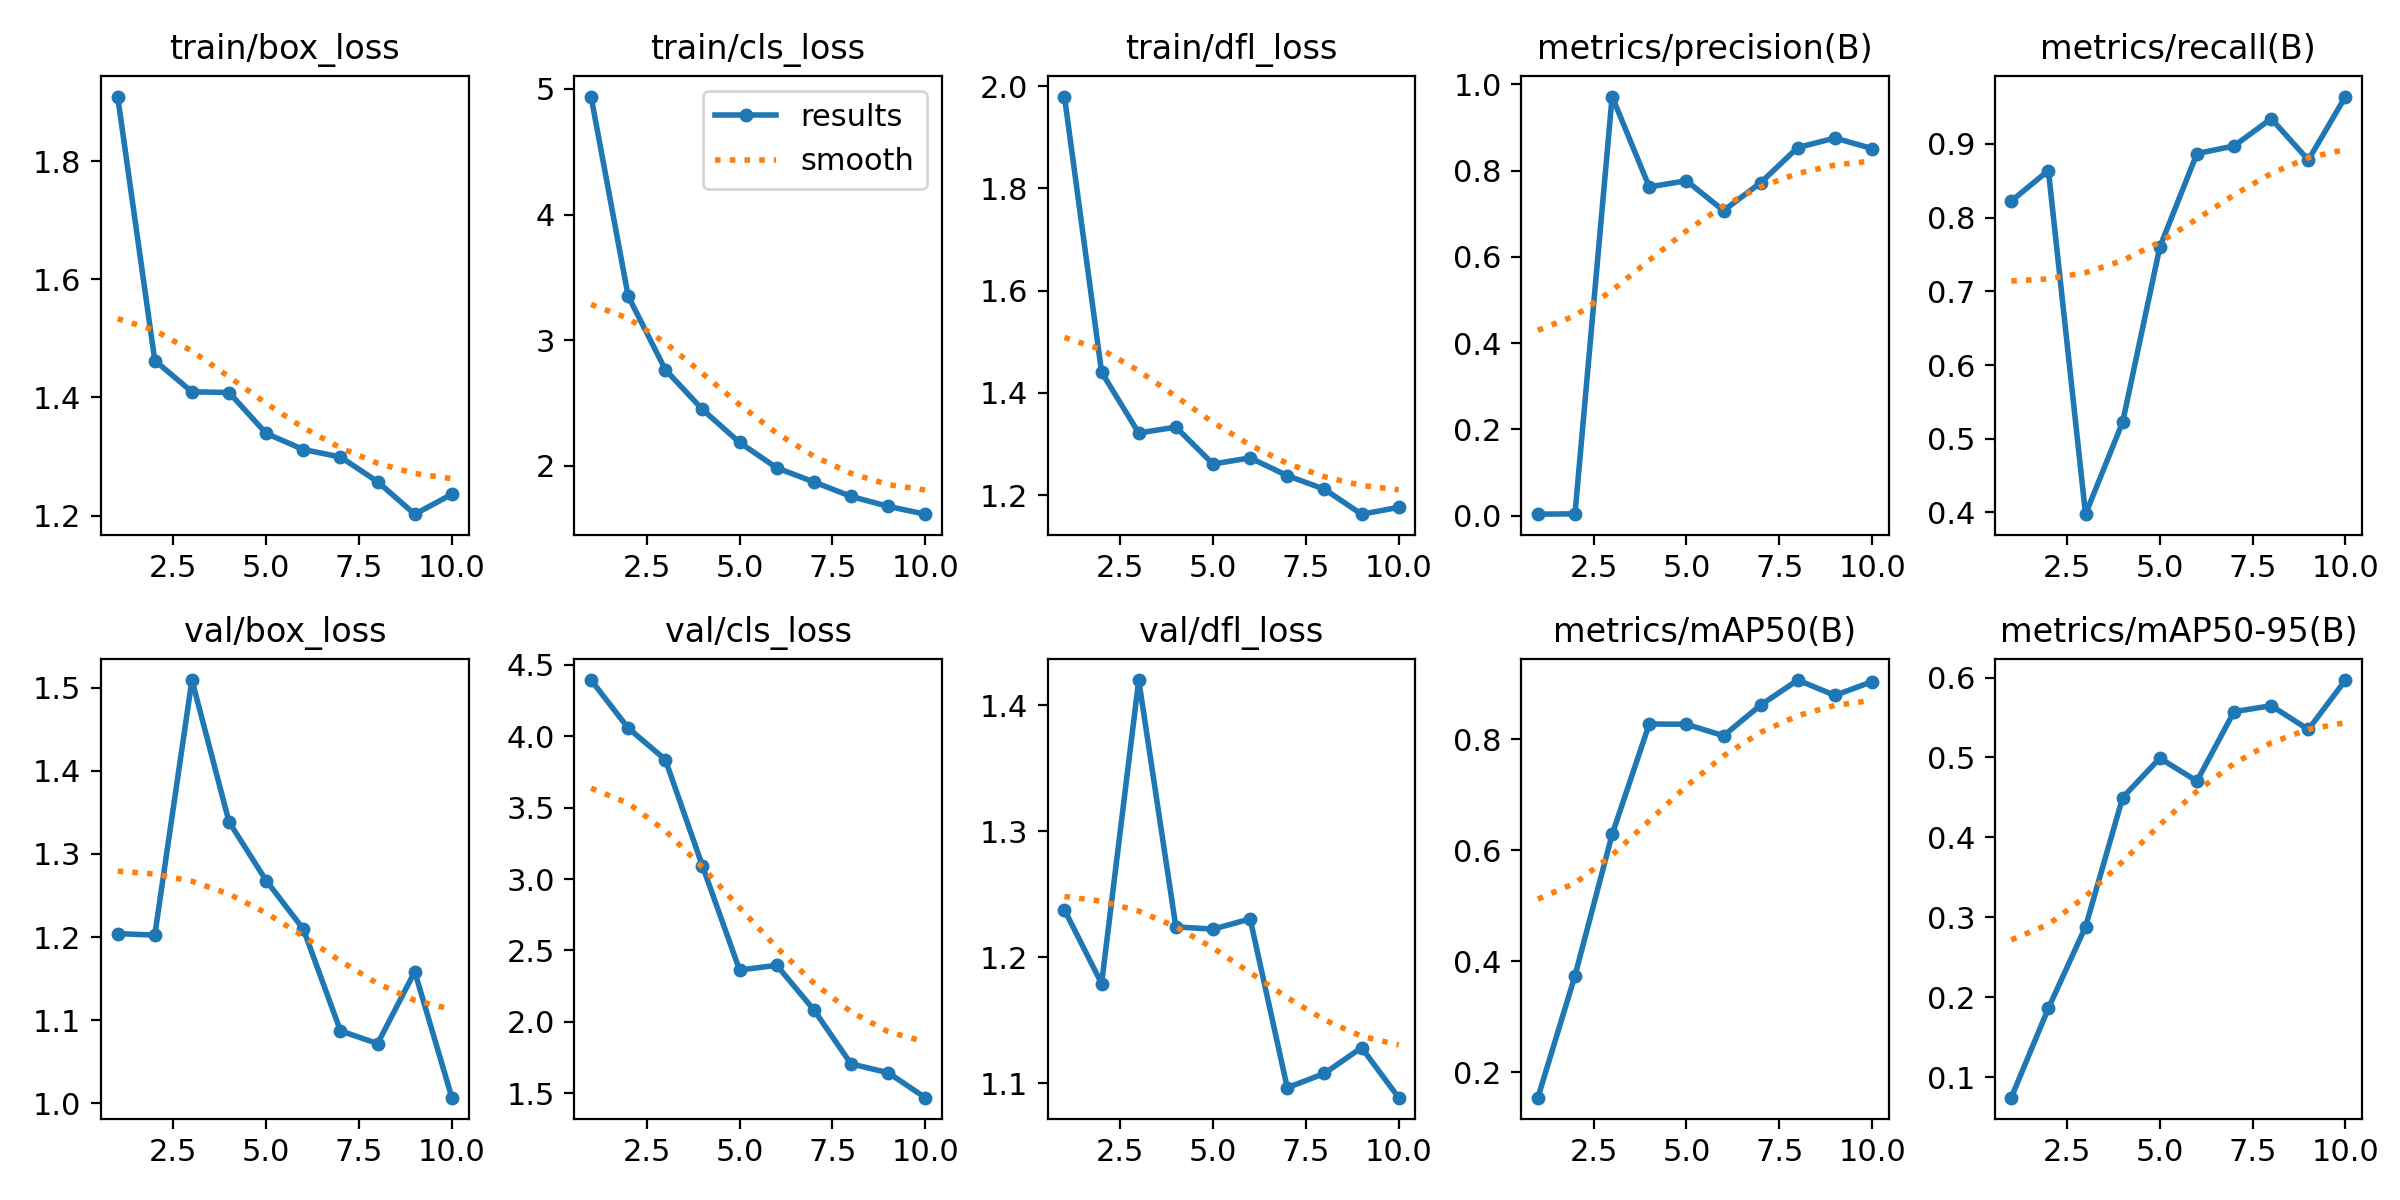 train/box_loss
1.8
1.6
1.4
1.2
2.5 5.0 7.5 10.0
train/cls_loss
results
smooth
5
4
3
2
2.5 5.0 7.5 10.0
train/dfl_loss
2.0
1.8
1.6
1.4
1.2
2.5 5.0 7.5 10.0
metrics/precision(B)
1.0
0.8
0.6
0.4
0.2
0.0
2.5 5.0 7.5 10.0
metrics/recall(B)
0.9
0.8
0.7
0.6
0.5
0.4
2.5 5.0 7.5 10.0
val/box_loss
1.5
1.4
1.3
1.2
1.1
1.0
2.5 5.0 7.5 10.0
val/cls_loss
4.5
4.0
3.5
3.0
2.5
2.0
1.5
2.5 5.0 7.5 10.0
val/dfl_loss
1.4
1.3
1.2
1.1
2.5 5.0 7.5 10.0
metrics/mAP50(B)
0.8
0.6
0.4
0.2
2.5 5.0 7.5 10.0
metrics/mAP50-95(B)
0.6
0.5
0.4
0.3
0.2
0.1
2.5 5.0 7.5 10.0